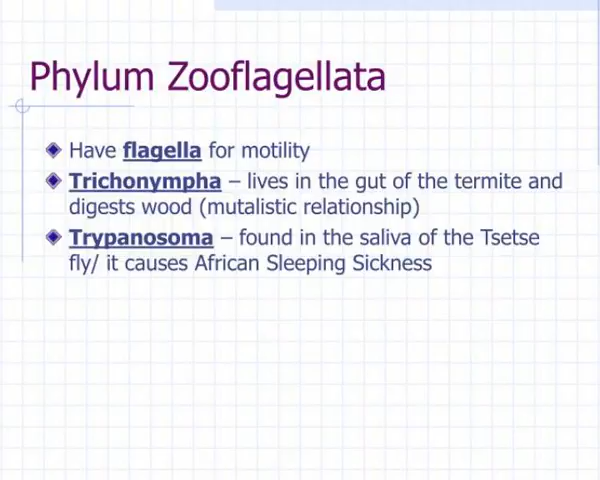 Phylum Zooflagellata
Have flagella for motility
Trichonympha – lives in the gut of the termite and
digests wood (mutalistic relationship)
Trypanosoma – found in the saliva of the Tsetse
fly/ it causes African Sleeping Sickness